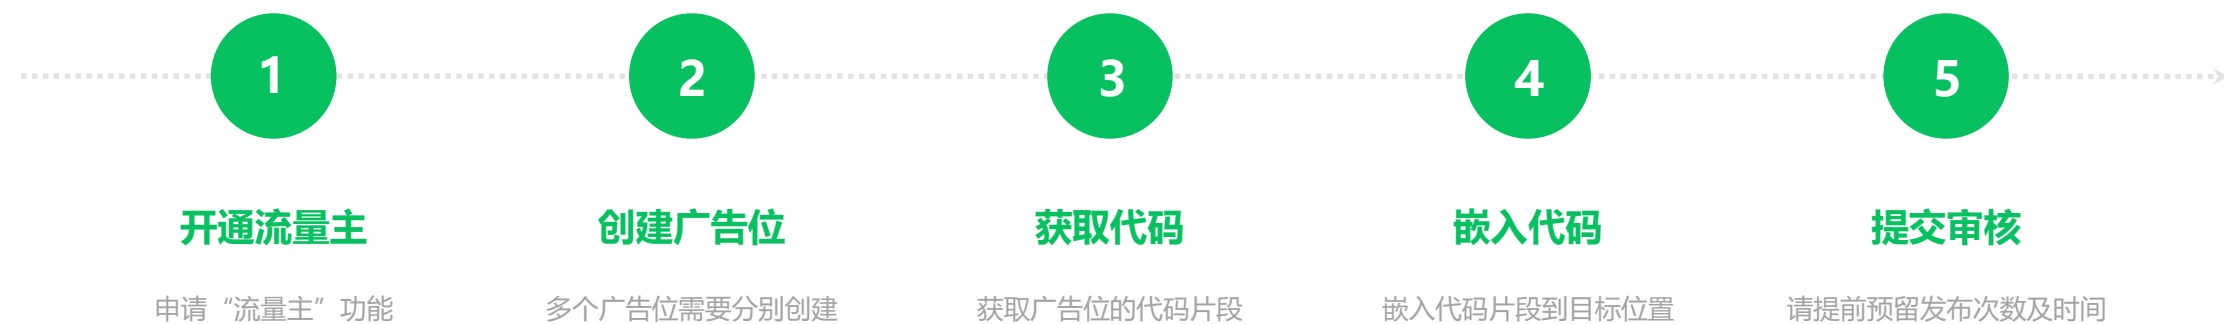 1
2
3
4
5
开通流量主
创建广告位
获取代码
嵌入代码
提交审核
申请“流量主”功能
多个广告位需要分别创建
获取广告位的代码片段
嵌入代码片段到目标位置
请提前预留发布次数及时间